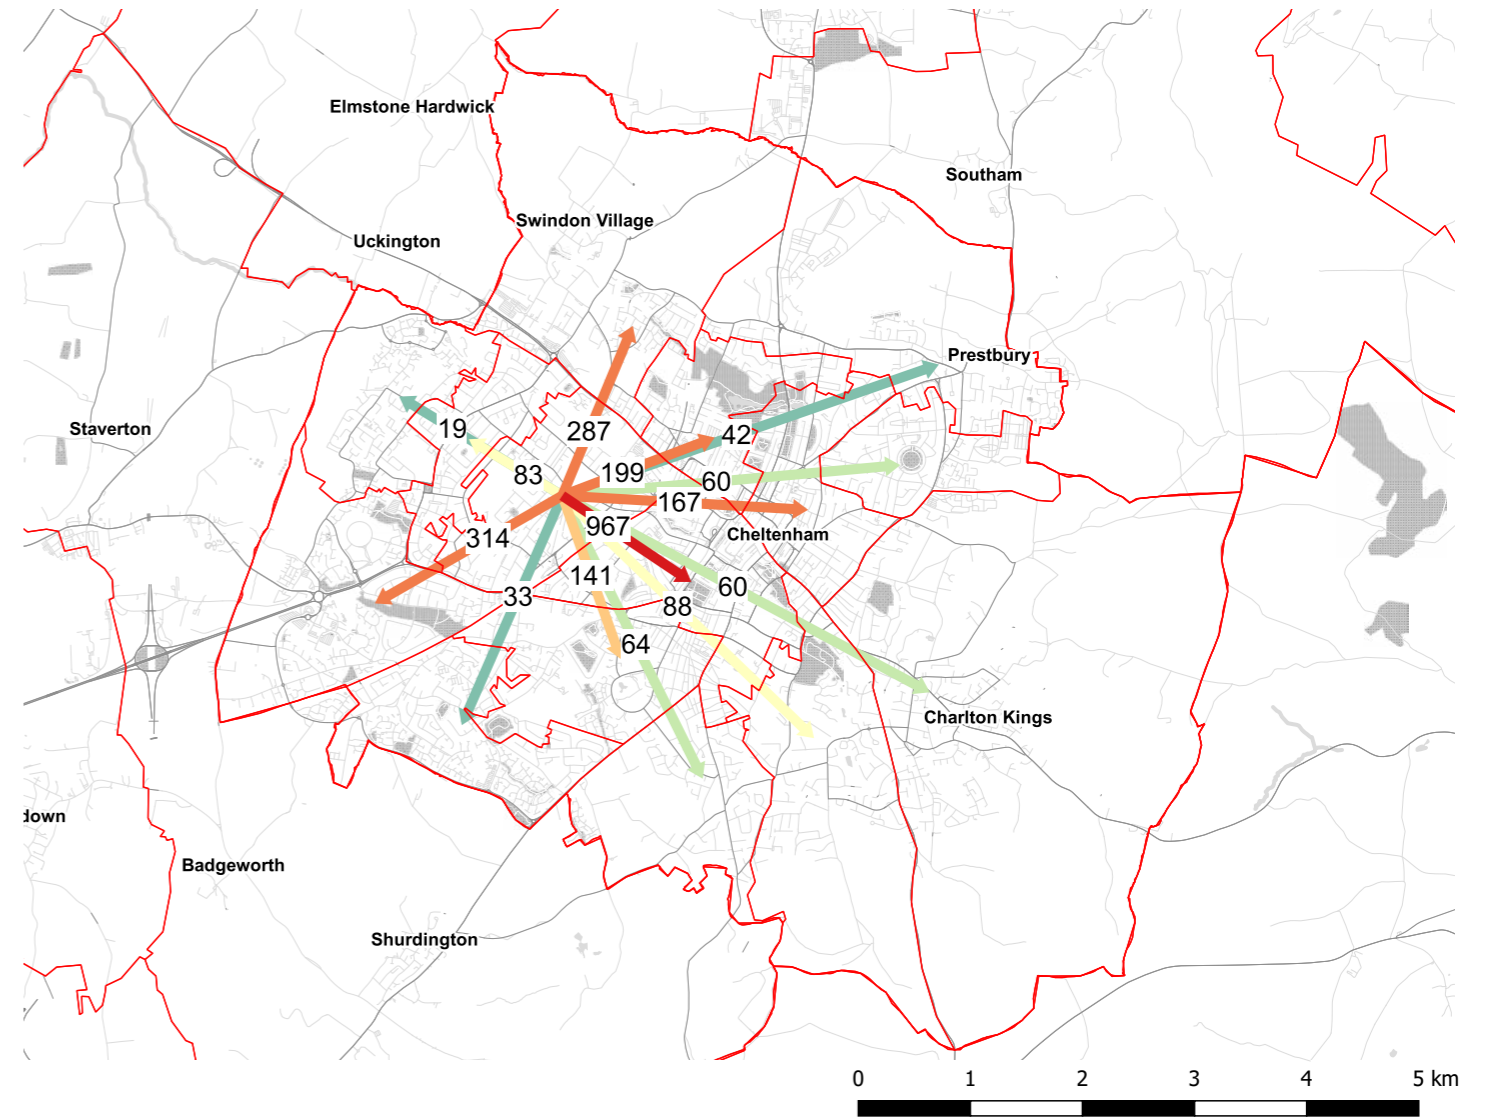 Elmstone Hardwick
Southam
Swindon Village
Uckington
Prestbury
Staverton
19
287
42
83
199
60
167
314
967
Cheltenham
141
33
60
88
64
Charlton Kings
down
Badgeworth
Shurdington
0 1 2 3 4 5 km